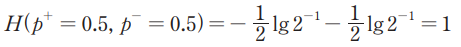 H(p⁺ = 0.5, p⁻ = 0.5) = − 1/2 lg 2⁻¹ − 1/2 lg 2⁻¹ = 1